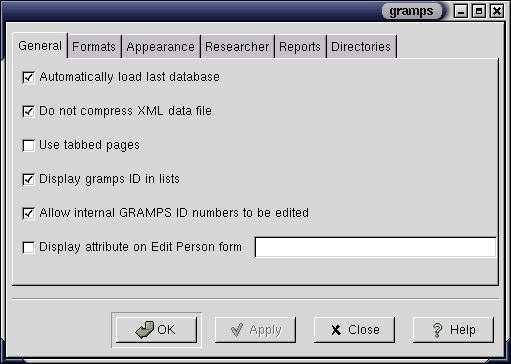 gramps
General Formats Appearance Researcher Reports Directories
Automatically load last database
Do not compress XML data file
Use tabbed pages
Display gramps ID in lists
Allow internal GRAMPS ID numbers to be edited
Display attribute on Edit Person form
OK Apply Close Help